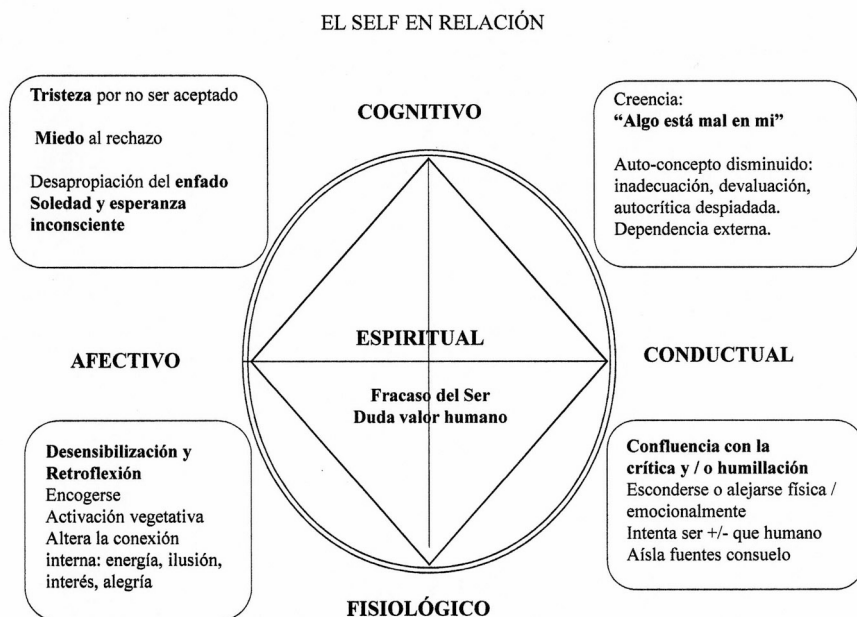 EL SELF EN RELACIÓN
Tristeza por no ser aceptado
Miedo al rechazo
Desapropiación del enfado
Soledad y esperanza
inconsciente
COGNITIVO
Creencia:
“Algo está mal en mi”
Auto-concepto disminuido:
inadecuación, devaluación,
autocrítica despiadada.
Dependencia externa.
AFECTIVO
ESPIRITUAL
CONDUCTUAL
Fracaso del Ser
Duda valor humano
Desensibilización y
Retroflexión
Encogerse
Activación vegetativa
Altera la conexión
interna: energía, ilusión,
interés, alegría
Confluencia con la
crítica y / o humillación
Esconderse o alejarse física /
emocionalmente
Intenta ser +/- que humano
Aísla fuentes consuelo
FISIOLÓGICO